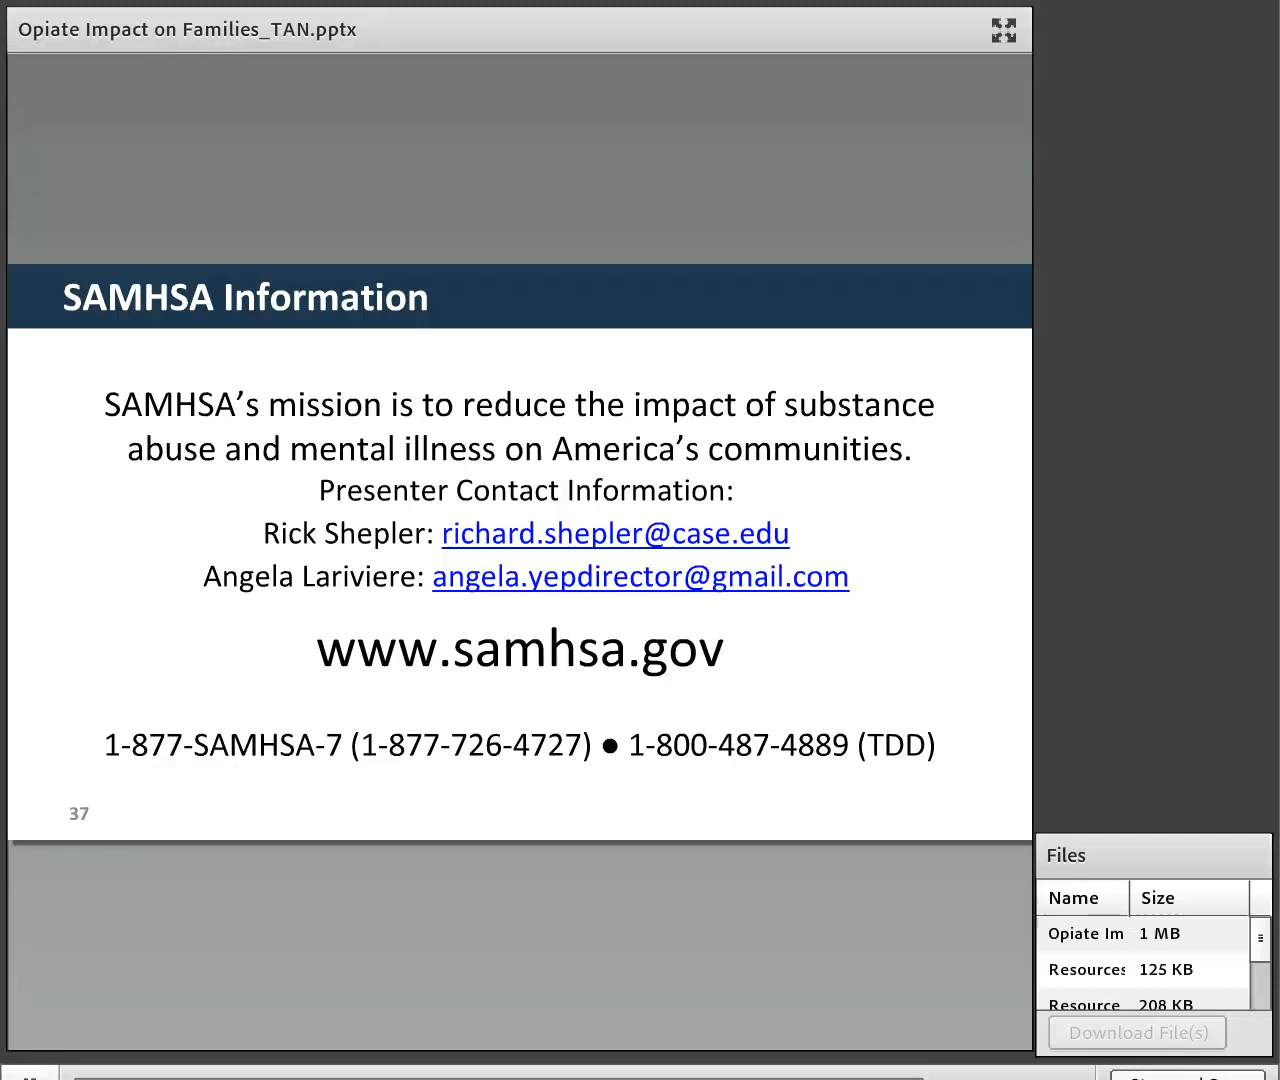 Opiate Impact on Families_TAN.pptx
SAMHSA Information
SAMHSA’s mission is to reduce the impact of substance
abuse and mental illness on America’s communities.
Presenter Contact Information:
Rick Shepler: richard.shepler@case.edu
Angela Lariviere: angela.yepdirector@gmail.com
www.samhsa.gov
1-877-SAMHSA-7 (1-877-726-4727) ● 1-800-487-4889 (TDD)
37
Files
Name Size
Opiate Im 1 MB
Resources 125 KB
Resource 208 KB
Download File(s)